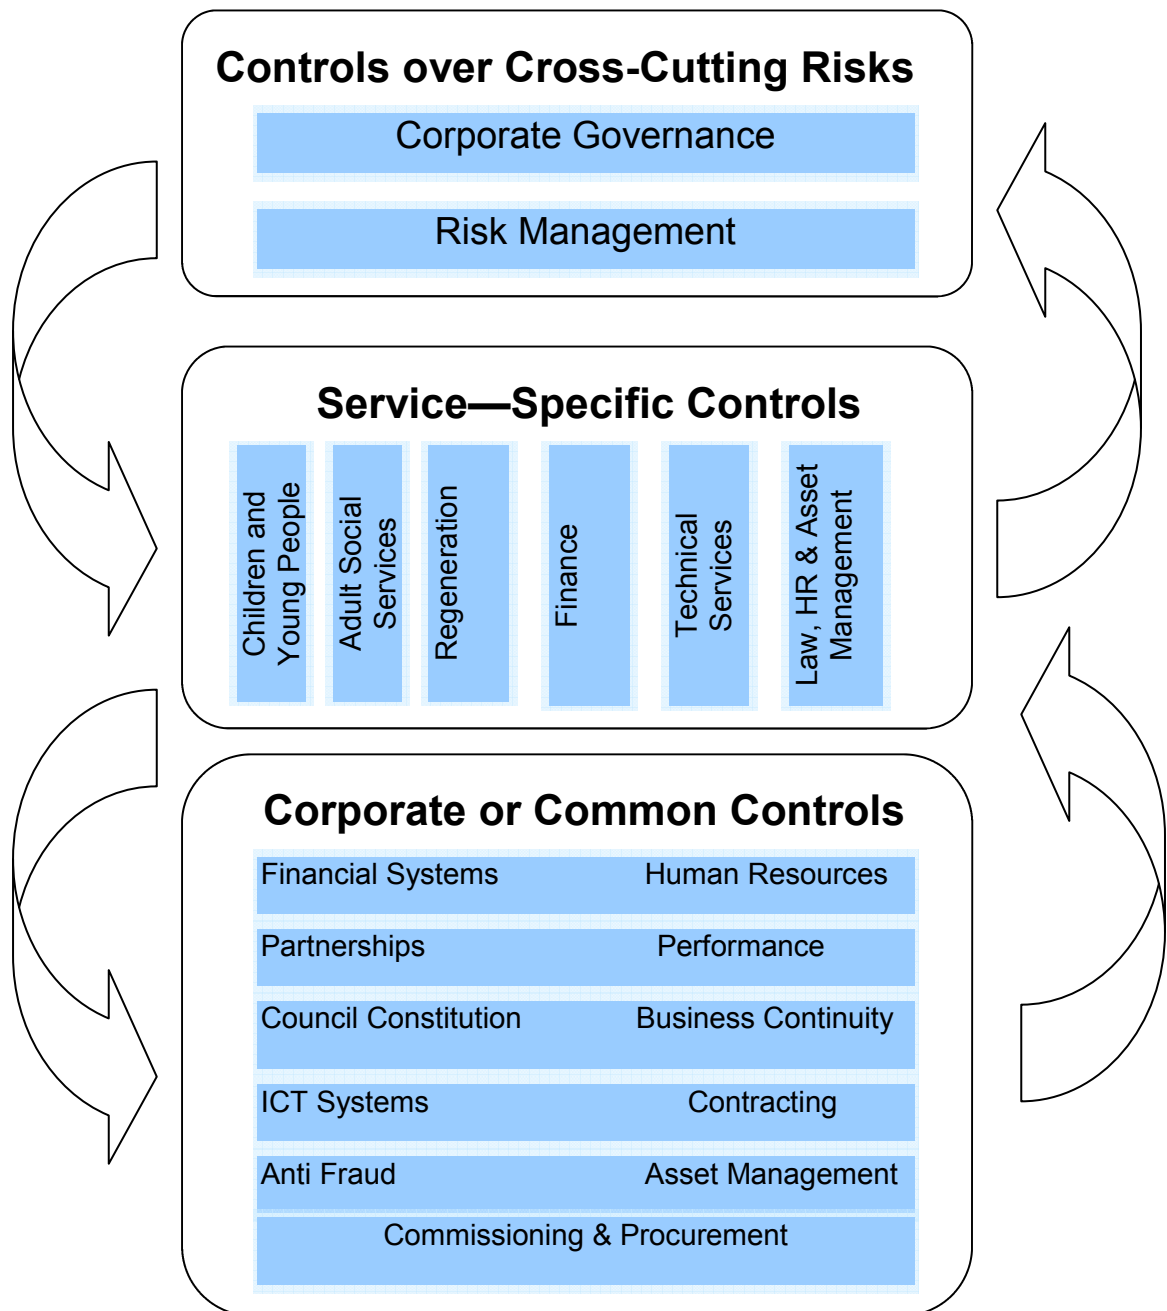 Controls over Cross-Cutting Risks
Corporate Governance
Risk Management
Service—Specific Controls
Children and
Young People
Adult Social
Services
Regeneration
Finance
Technical
Services
Law, HR & Asset
Management
Corporate or Common Controls
Financial Systems Human Resources
Partnerships Performance
Council Constitution Business Continuity
ICT Systems Contracting
Anti Fraud Asset Management
Commissioning & Procurement